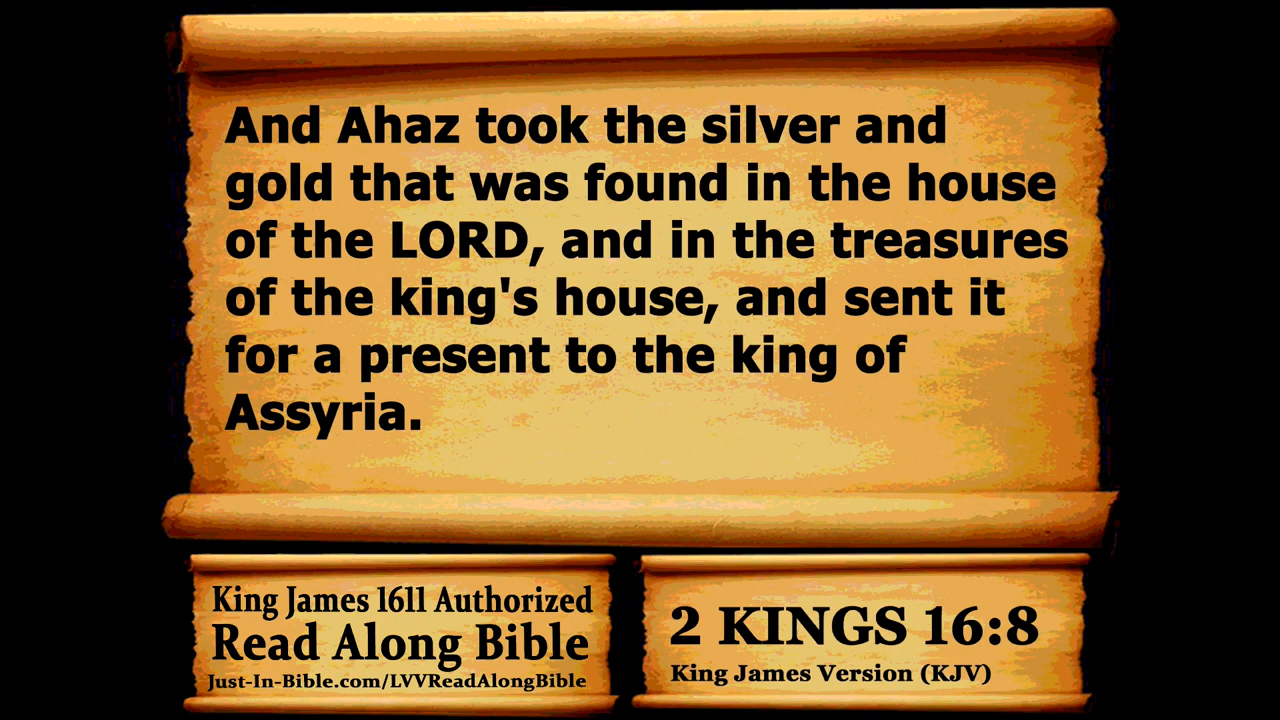 And Ahaz took the silver and
gold that was found in the house
of the LORD, and in the treasures
of the king's house, and sent it
for a present to the king of
Assyria.
King James 1611 Authorized
Read Along Bible
Just-In-Bible.com/LVVReadAlongBible
2 KINGS 16:8
King James Version (KJV)